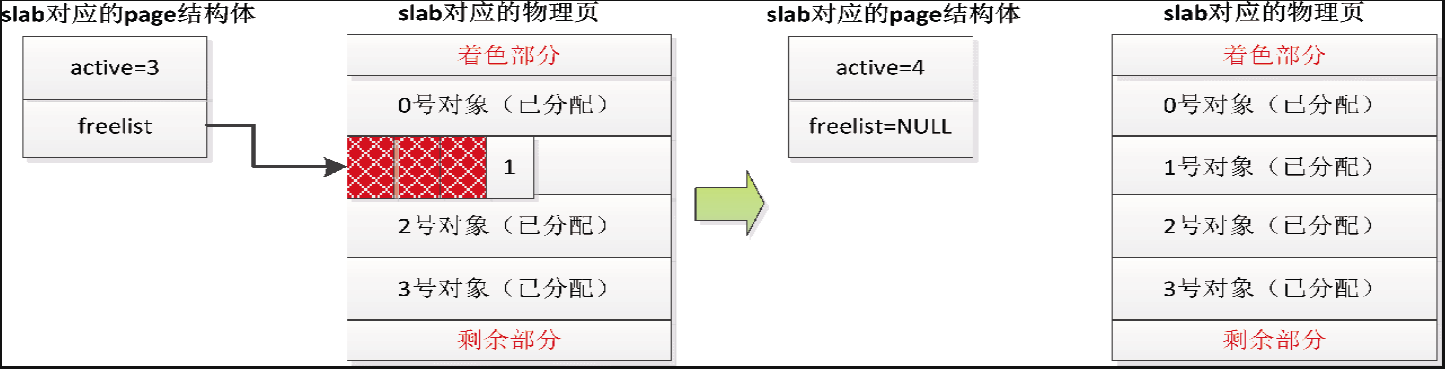 slab对应的page结构体
active=3
freelist
slab对应的物理页
着色部分
0号对象（已分配）
1
2号对象（已分配）
3号对象（已分配）
剩余部分
slab对应的page结构体
active=4
freelist=NULL
slab对应的物理页
着色部分
0号对象（已分配）
1号对象（已分配）
2号对象（已分配）
3号对象（已分配）
剩余部分